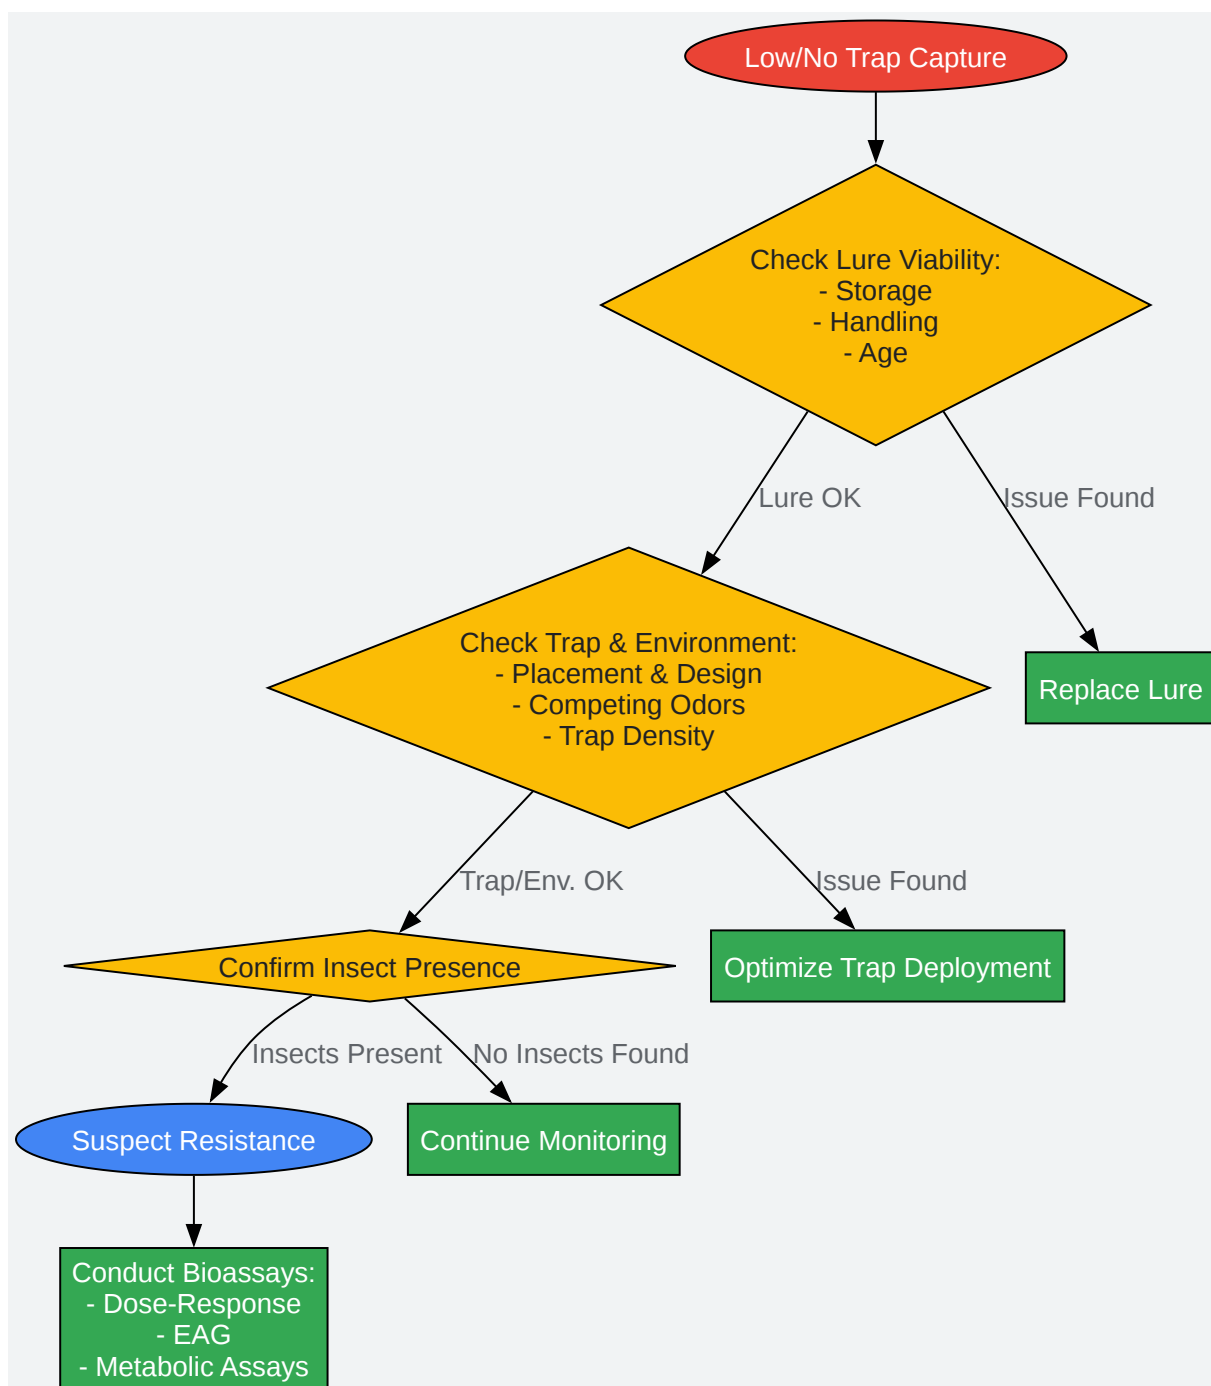 Low/No Trap Capture
Check Lure Viability:
- Storage
- Handling
- Age
Lure OK
Issue Found
Check Trap & Environment:
- Placement & Design
- Competing Odors
- Trap Density
Replace Lure
Trap/Env. OK
Issue Found
Confirm Insect Presence
Optimize Trap Deployment
Insects Present
No Insects Found
Suspect Resistance
Continue Monitoring
Conduct Bioassays:
- Dose-Response
- EAG
- Metabolic Assays